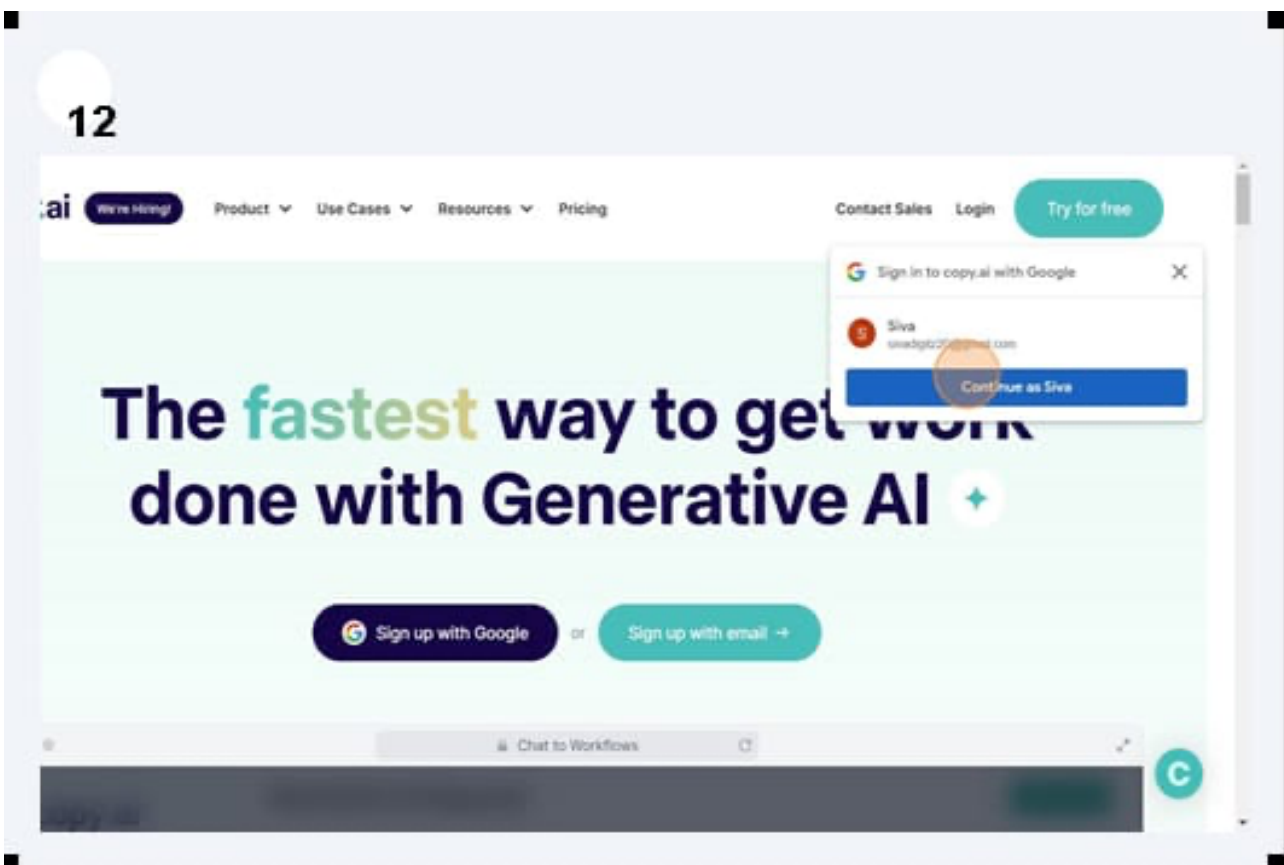 12
.ai We're Hiring! Product Use Cases Resources Pricing Contact Sales Login Try for free
Sign in to copy.ai with Google
S Siva
Continue as Siva
The fastest way to get work
done with Generative AI
Sign up with Google or Sign up with email →
Chat to Workflows
C
copy.ai